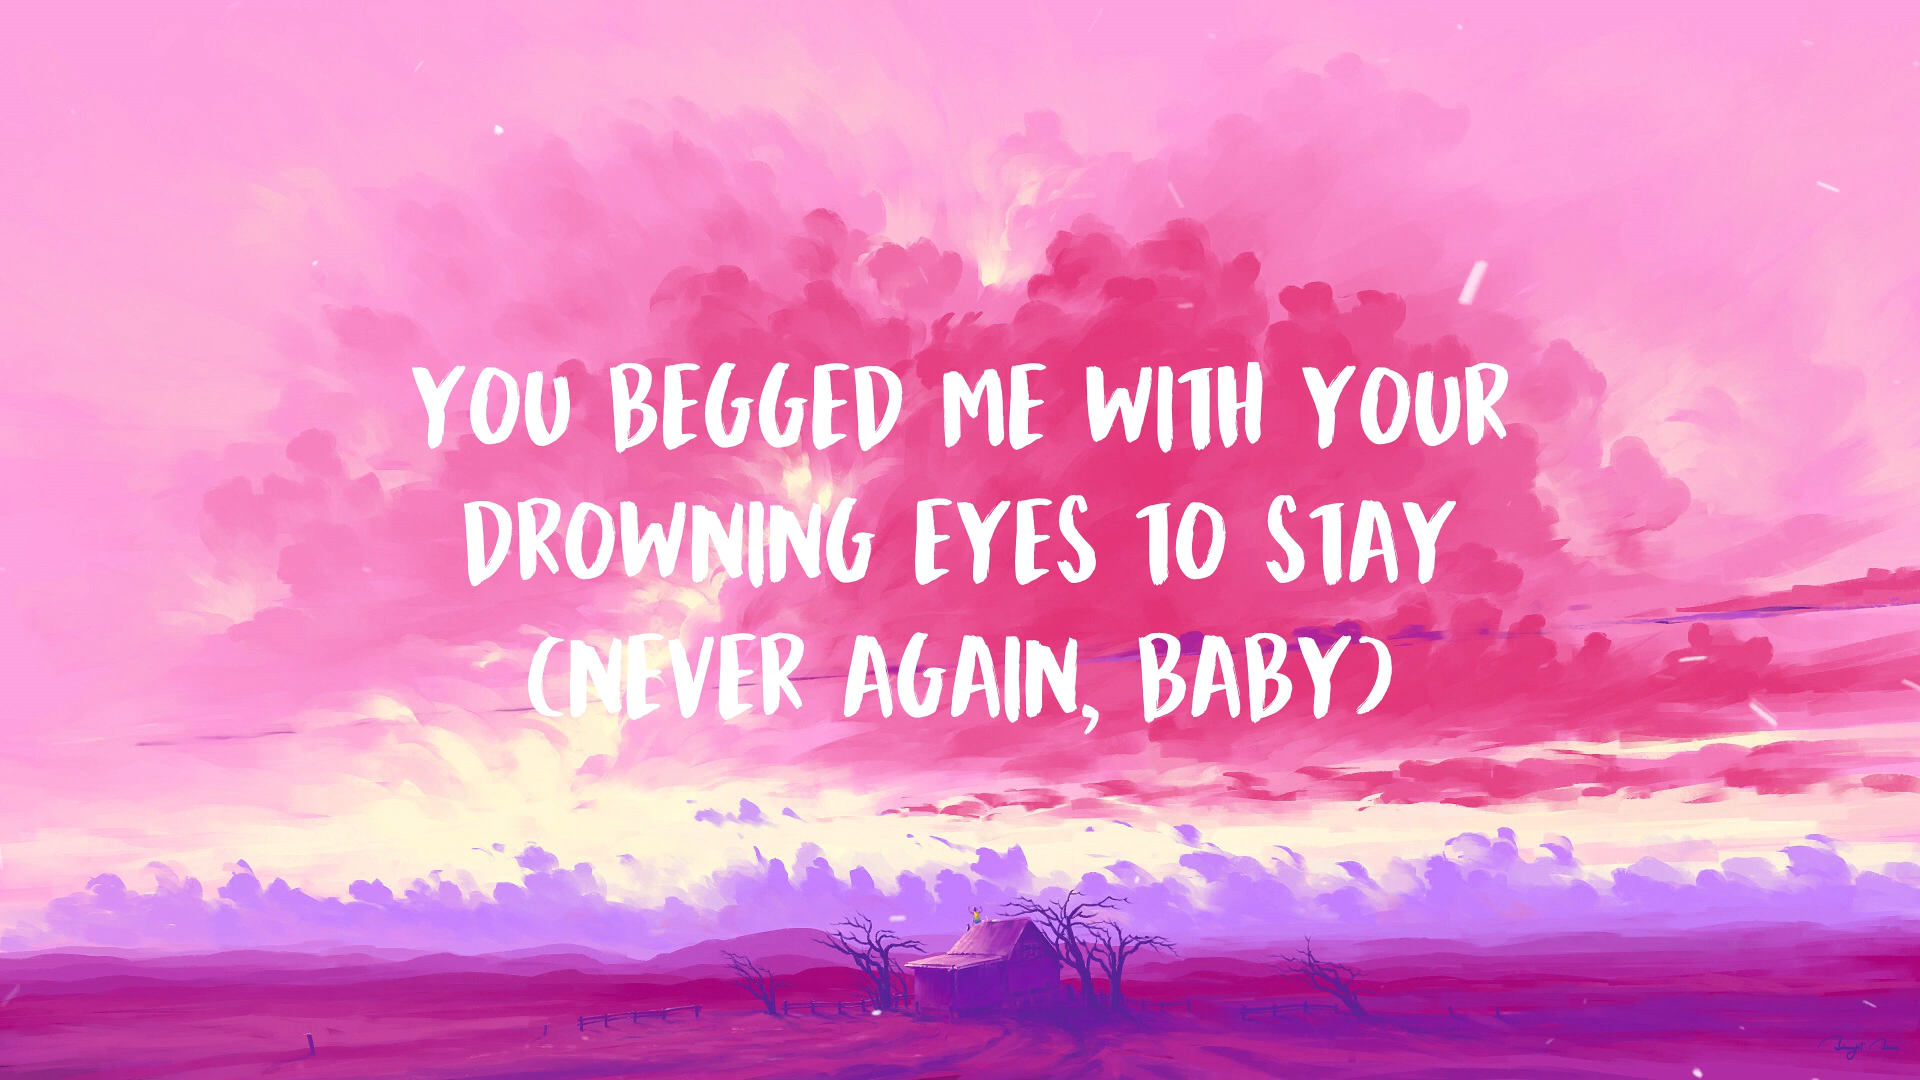 YOU BEGGED ME WITH YOUR
DROWNING EYES TO STAY
(NEVER AGAIN, BABY)